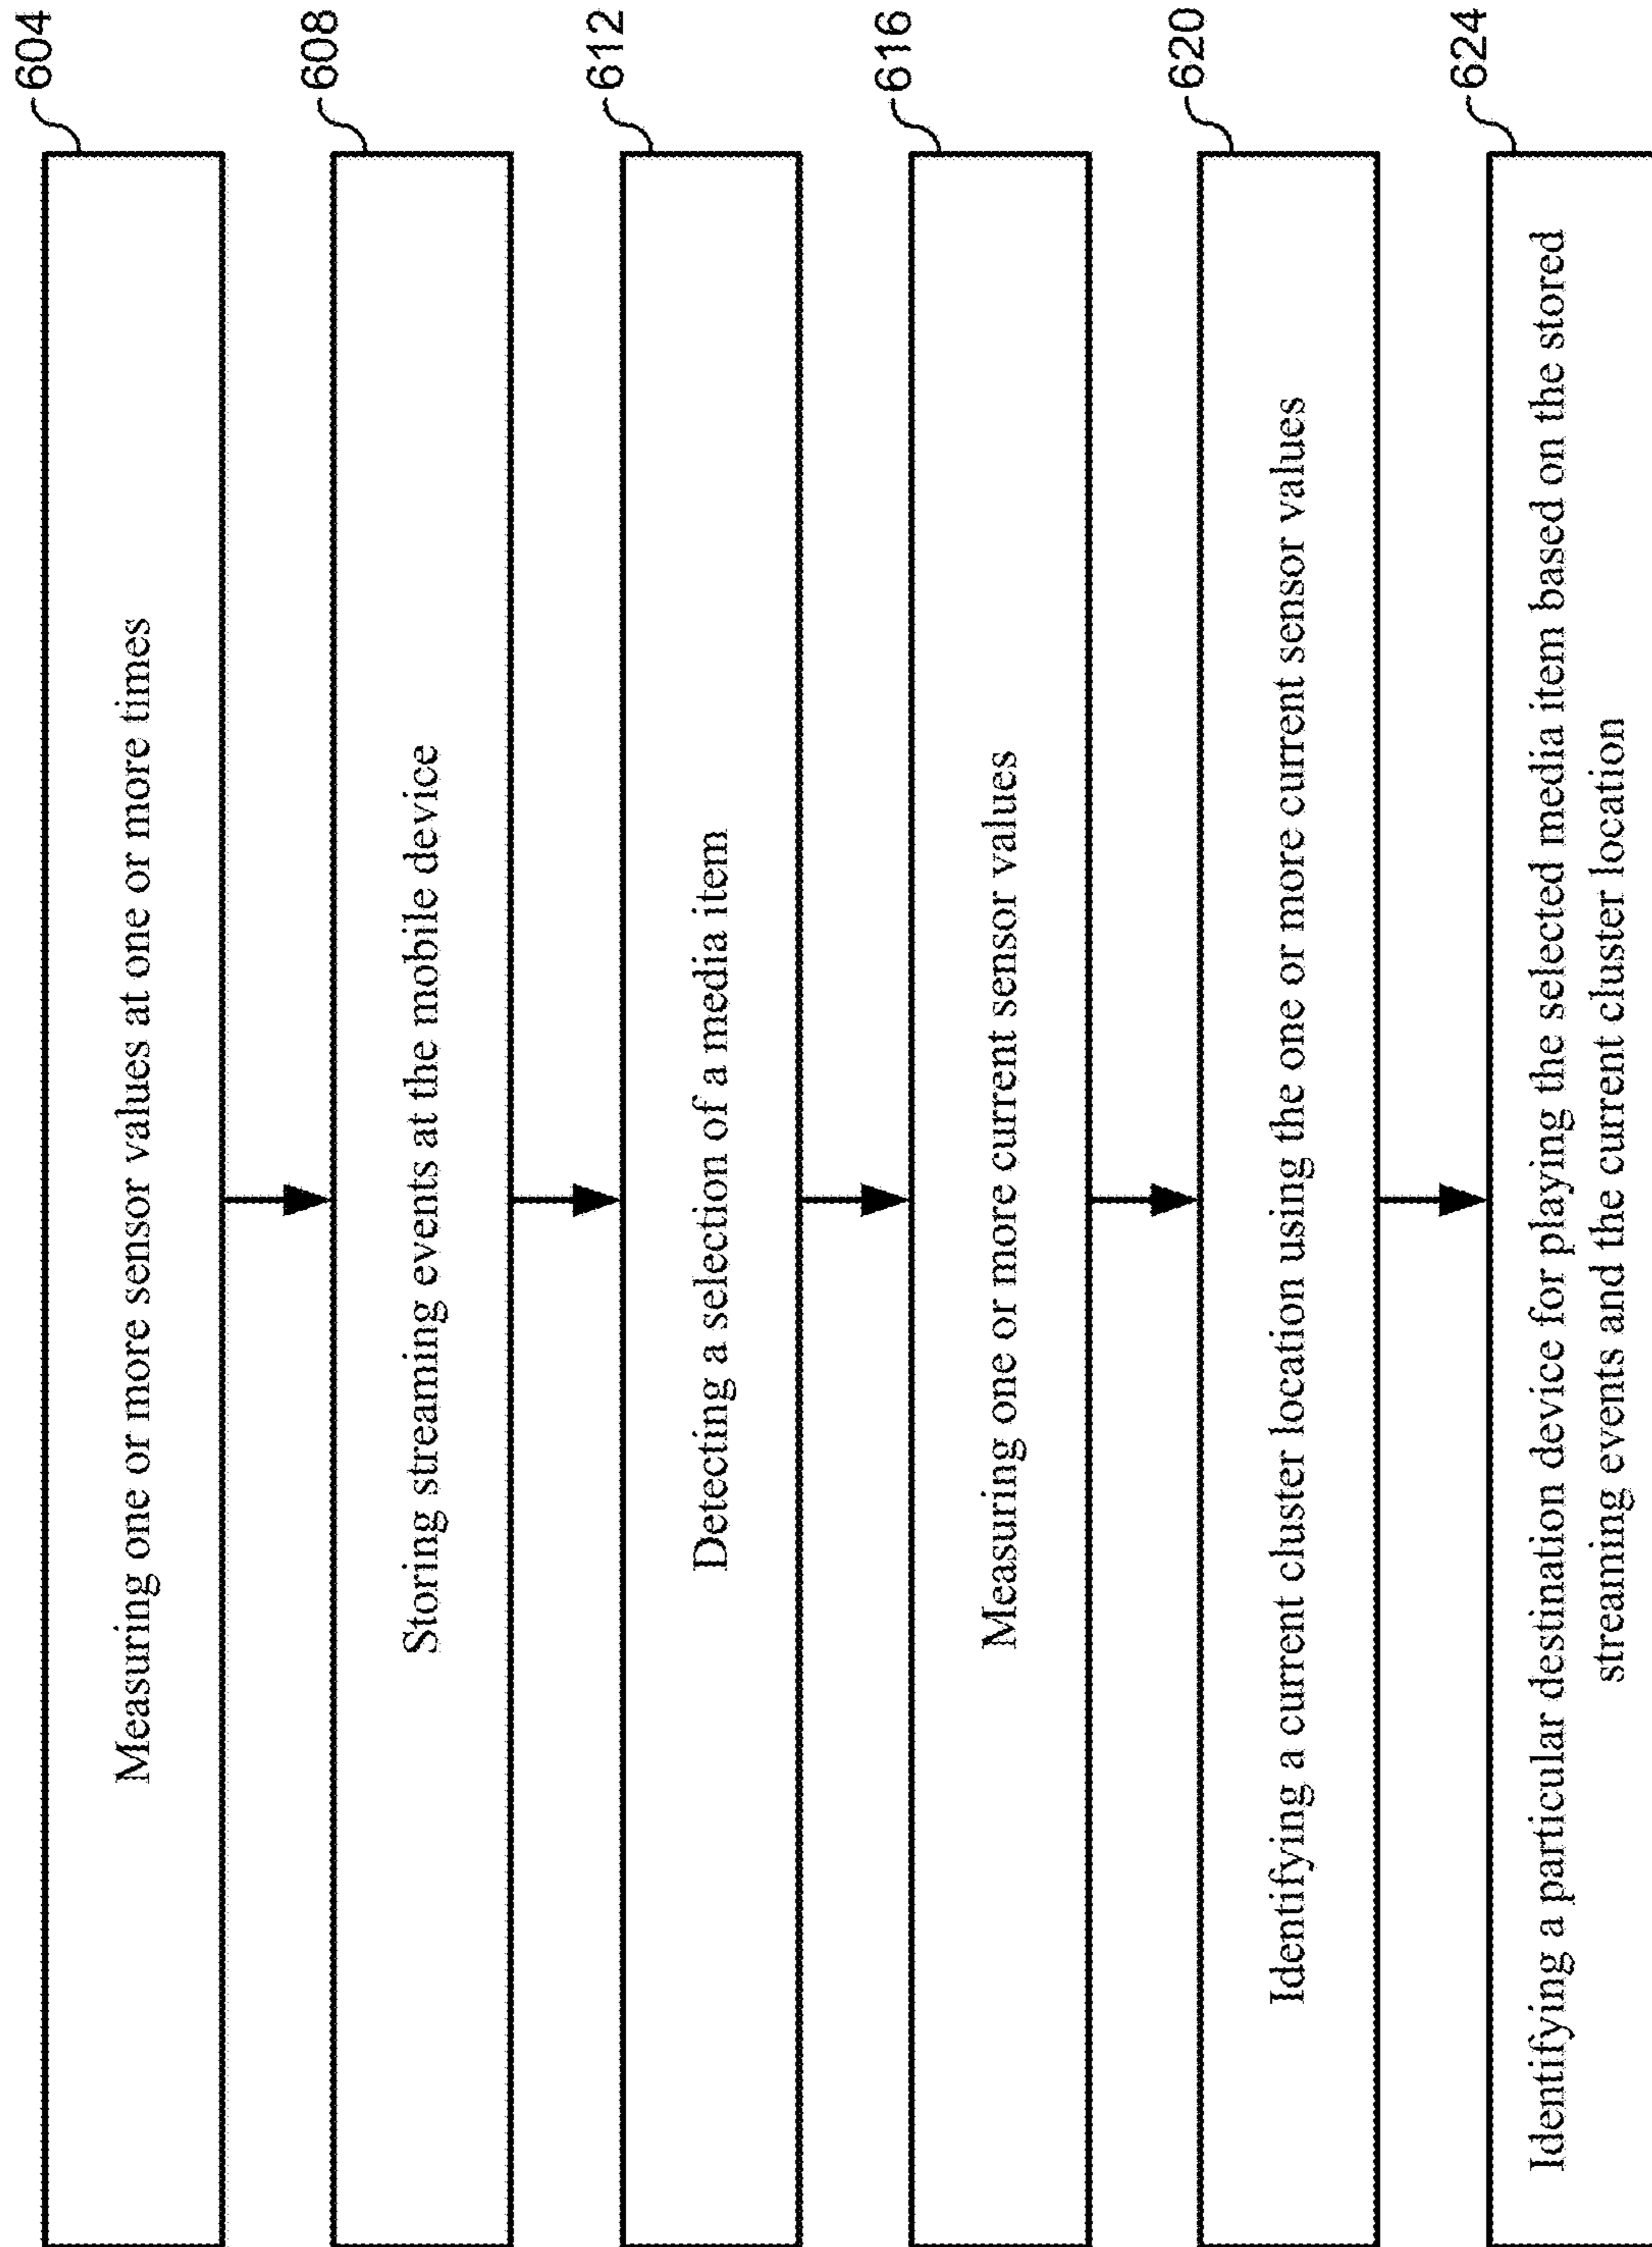 604
Measuring one or more sensor values at one or more times
608
Storing streaming events at the mobile device
612
Detecting a selection of a media item
616
Measuring one or more current sensor values
620
Identifying a current cluster location using the one or more current sensor values
624
Identifying a particular destination device for playing the selected media item based on the stored
streaming events and the current cluster location